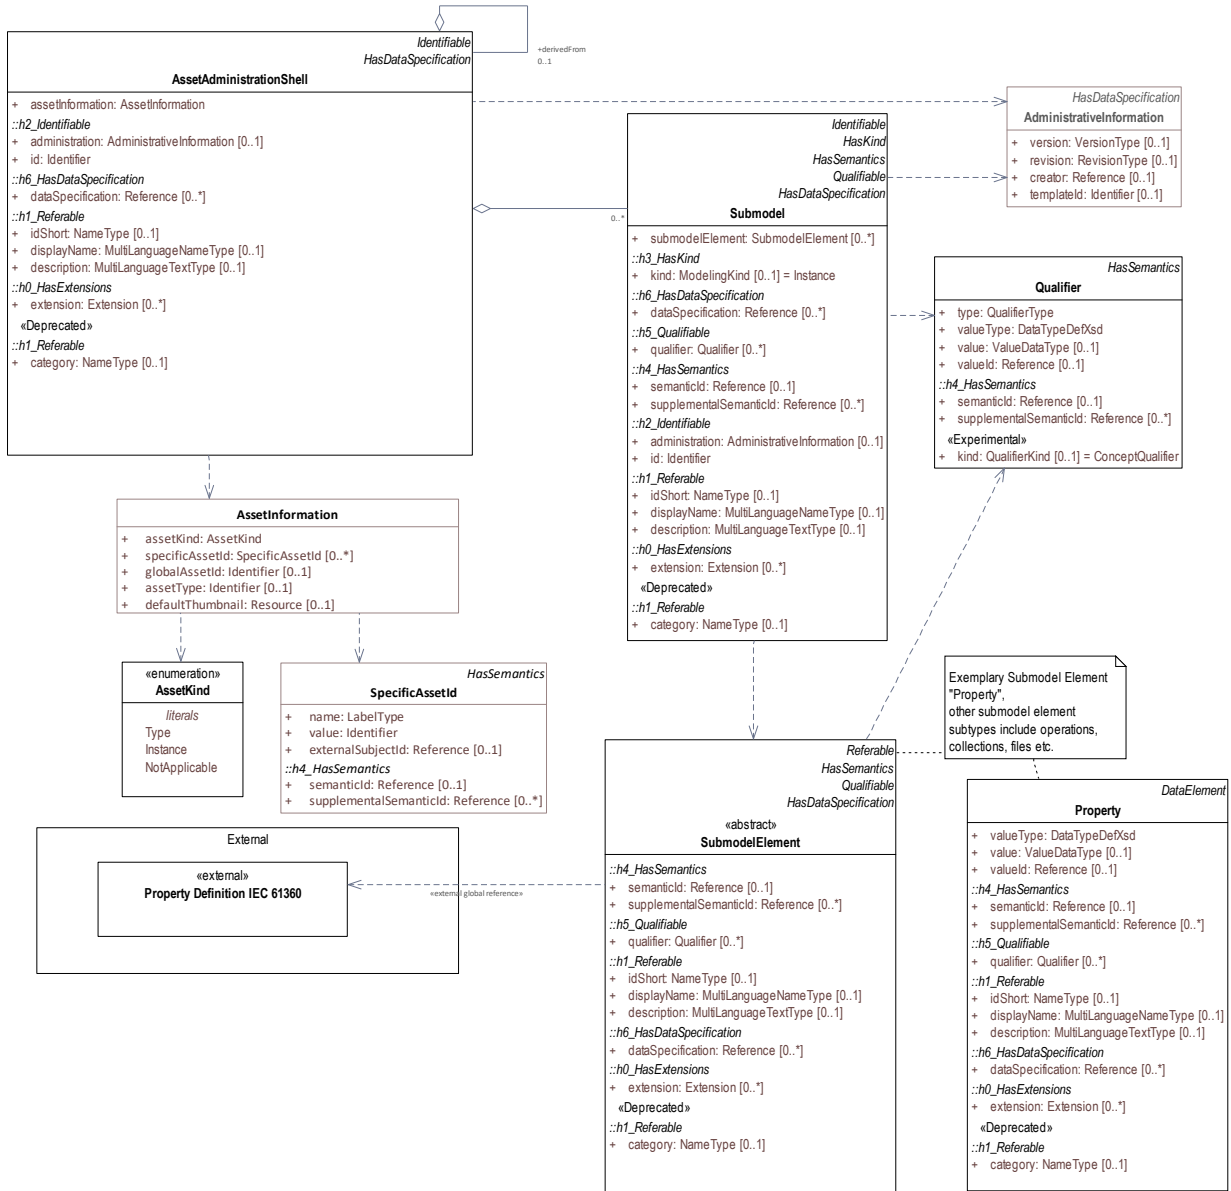 Identifiable
HasDataSpecification
AssetAdministrationShell
+ assetInformation: AssetInformation
::h2_Identifiable
+ administration: AdministrativeInformation [0..1]
+ id: Identifier
::h6_HasDataSpecification
+ dataSpecification: Reference [0..*]
::h1_Referable
+ idShort: NameType [0..1]
+ displayName: MultiLanguageNameType [0..1]
+ description: MultiLanguageTextType [0..1]
::h0_HasExtensions
+ extension: Extension [0..*]
«Deprecated»
::h1_Referable
+ category: NameType [0..1]
+derivedFrom
0..1
0..*
Identifiable
HasKind
HasSemantics
Qualifiable
HasDataSpecification
Submodel
+ submodelElement: SubmodelElement [0..*]
::h3_HasKind
+ kind: ModelingKind [0..1] = Instance
::h6_HasDataSpecification
+ dataSpecification: Reference [0..*]
::h5_Qualifiable
+ qualifier: Qualifier [0..*]
::h4_HasSemantics
+ semanticId: Reference [0..1]
+ supplementalSemanticId: Reference [0..*]
::h2_Identifiable
+ administration: AdministrativeInformation [0..1]
+ id: Identifier
::h1_Referable
+ idShort: NameType [0..1]
+ displayName: MultiLanguageNameType [0..1]
+ description: MultiLanguageTextType [0..1]
::h0_HasExtensions
+ extension: Extension [0..*]
«Deprecated»
::h1_Referable
+ category: NameType [0..1]
HasDataSpecification
AdministrativeInformation
+ version: VersionType [0..1]
+ revision: RevisionType [0..1]
+ creator: Reference [0..1]
+ templateId: Identifier [0..1]
HasSemantics
Qualifier
+ type: QualifierType
+ valueType: DataTypeDefXsd
+ value: ValueDataType [0..1]
+ valueId: Reference [0..1]
::h4_HasSemantics
+ semanticId: Reference [0..1]
+ supplementalSemanticId: Reference [0..*]
«Experimental»
+ kind: QualifierKind [0..1] = ConceptQualifier
AssetInformation
+ assetKind: AssetKind
+ specificAssetId: SpecificAssetId [0..*]
+ globalAssetId: Identifier [0..1]
+ assetType: Identifier [0..1]
+ defaultThumbnail: Resource [0..1]
«enumeration»
AssetKind
literals
Type
Instance
NotApplicable
HasSemantics
SpecificAssetId
+ name: LabelType
+ value: Identifier
+ externalSubjectId: Reference [0..1]
::h4_HasSemantics
+ semanticId: Reference [0..1]
+ supplementalSemanticId: Reference [0..*]
External
«external»
Property Definition IEC 61360
«external global reference»
Referable
HasSemantics
Qualifiable
HasDataSpecification
«abstract»
SubmodelElement
::h4_HasSemantics
+ semanticId: Reference [0..1]
+ supplementalSemanticId: Reference [0..*]
::h5_Qualifiable
+ qualifier: Qualifier [0..*]
::h1_Referable
+ idShort: NameType [0..1]
+ displayName: MultiLanguageNameType [0..1]
+ description: MultiLanguageTextType [0..1]
::h6_HasDataSpecification
+ dataSpecification: Reference [0..*]
::h0_HasExtensions
+ extension: Extension [0..*]
«Deprecated»
::h1_Referable
+ category: NameType [0..1]
Exemplary Submodel Element
"Property",
other submodel element
subtypes include operations,
collections, files etc.
DataElement
Property
+ valueType: DataTypeDefXsd
+ value: ValueDataType [0..1]
+ valueId: Reference [0..1]
::h4_HasSemantics
+ semanticId: Reference [0..1]
+ supplementalSemanticId: Reference [0..*]
::h5_Qualifiable
+ qualifier: Qualifier [0..*]
::h1_Referable
+ idShort: NameType [0..1]
+ displayName: MultiLanguageNameType [0..1]
+ description: MultiLanguageTextType [0..1]
::h6_HasDataSpecification
+ dataSpecification: Reference [0..*]
::h0_HasExtensions
+ extension: Extension [0..*]
«Deprecated»
::h1_Referable
+ category: NameType [0..1]